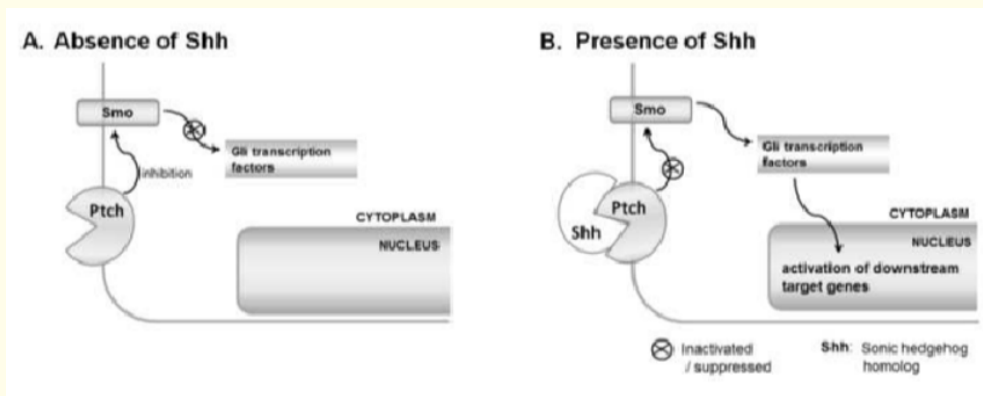 A. Absence of Shh
Smo
Gli transcription
factors
inhibition
Ptch
CYTOPLASM
NUCLEUS
B. Presence of Shh
Smo
Gli transcription
factors
Ptch
Shh
CYTOPLASM
NUCLEUS
activation of downstream
target genes
Inactivated
/ suppressed
Shh: Sonic hedgehog
homolog